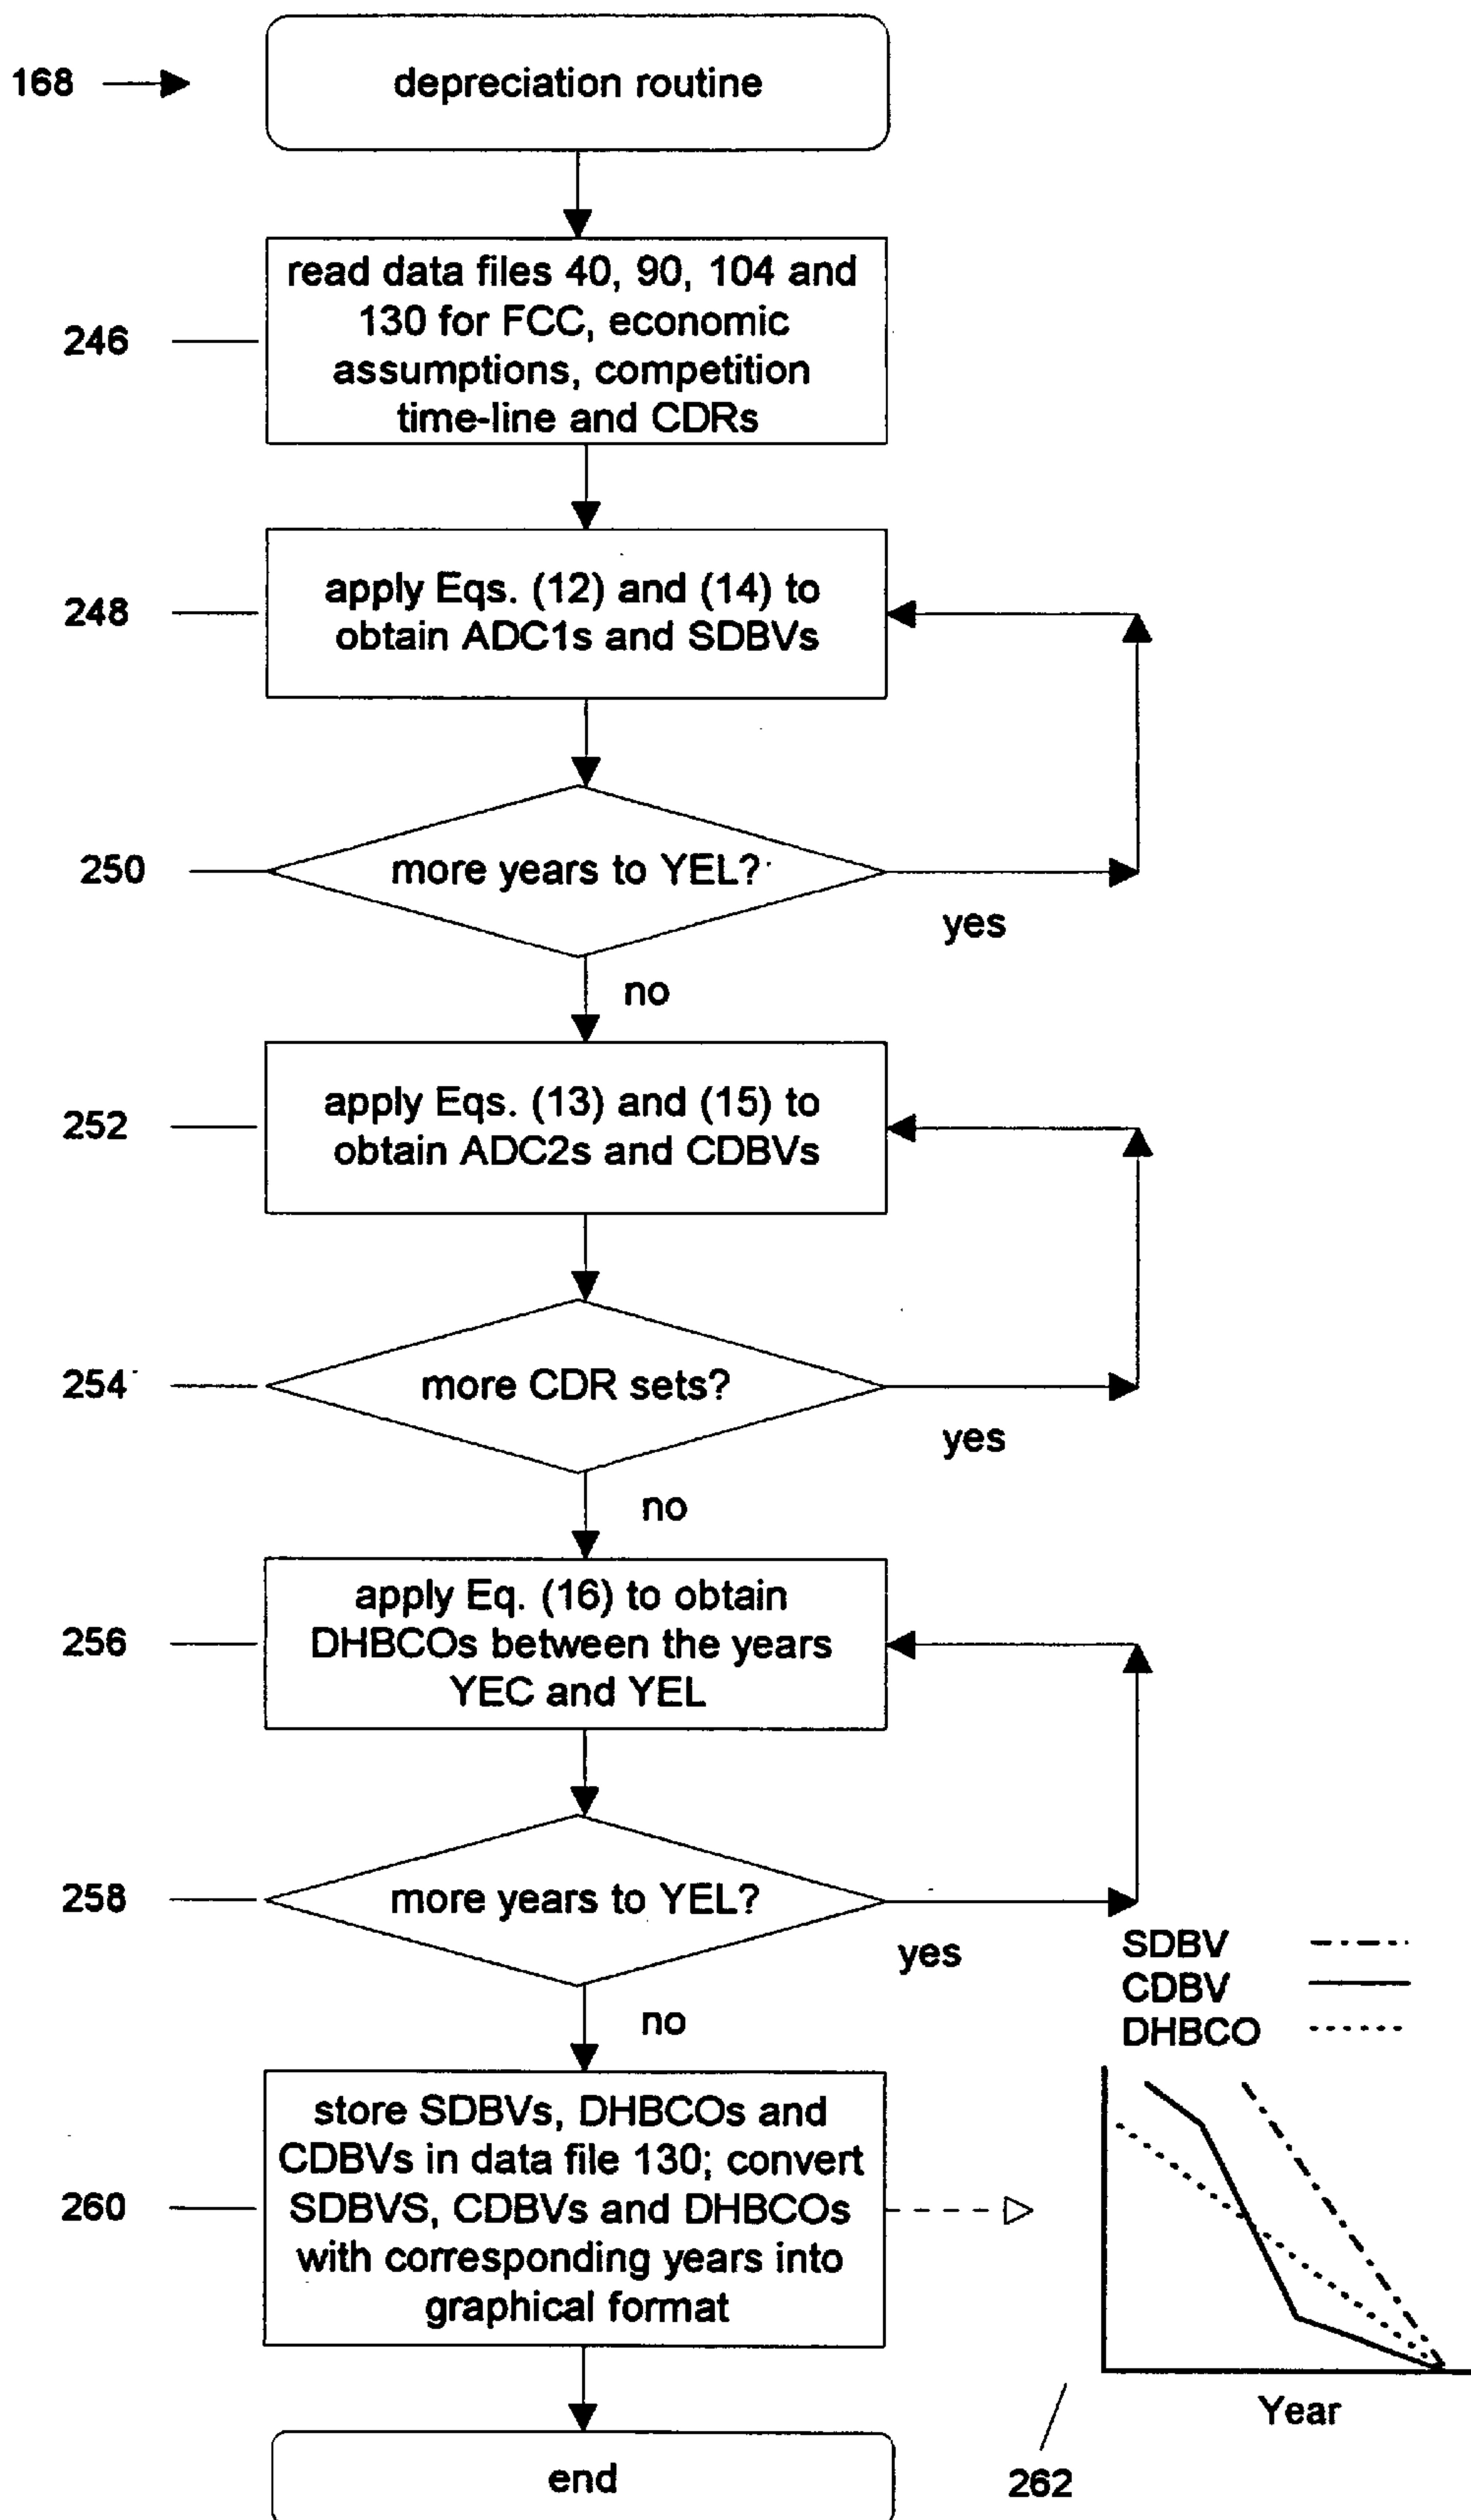 168
depreciation routine
246
read data files 40, 90, 104 and
130 for FCC, economic
assumptions, competition
time-line and CDRs
248
apply Eqs. (12) and (14) to
obtain ADC1s and SDBVs
250
more years to YEL?
yes
no
252
apply Eqs. (13) and (15) to
obtain ADC2s and CDBVs
254
more CDR sets?
yes
no
256
apply Eq. (16) to obtain
DHBCOs between the years
YEC and YEL
258
more years to YEL?
yes
no
SDBV
CDBV
DHBCO
260
store SDBVs, DHBCOs and
CDBVs in data file 130; convert
SDBVS, CDBVs and DHBCOs
with corresponding years into
graphical format
Year
262
end